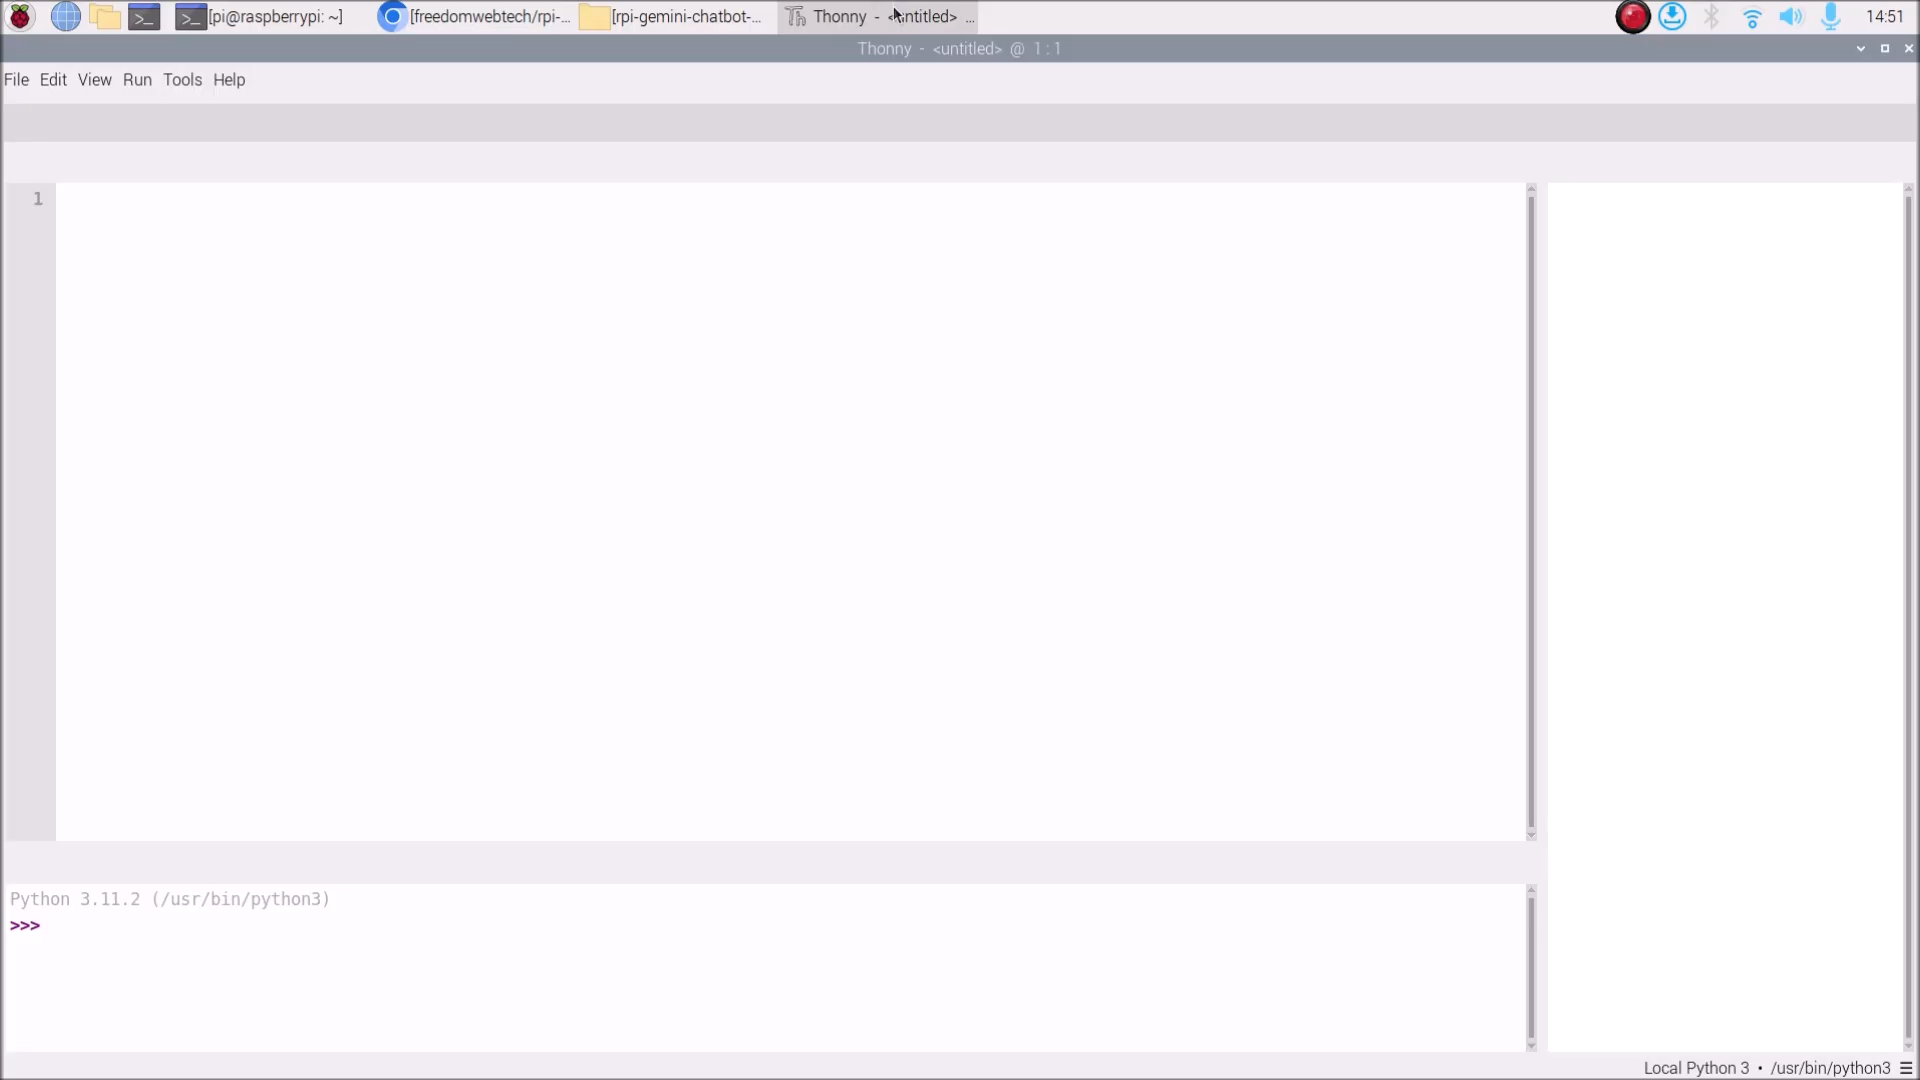 [pi@raspberrypi: ~] [freedomwebtech/rpi-... [rpi-gemini-chatbot-... Thonny - <untitled> ... 14:51
Thonny - <untitled> @ 1 : 1
File Edit View Run Tools Help
1
Python 3.11.2 (/usr/bin/python3)
>>>
Local Python 3 • /usr/bin/python3 ☰